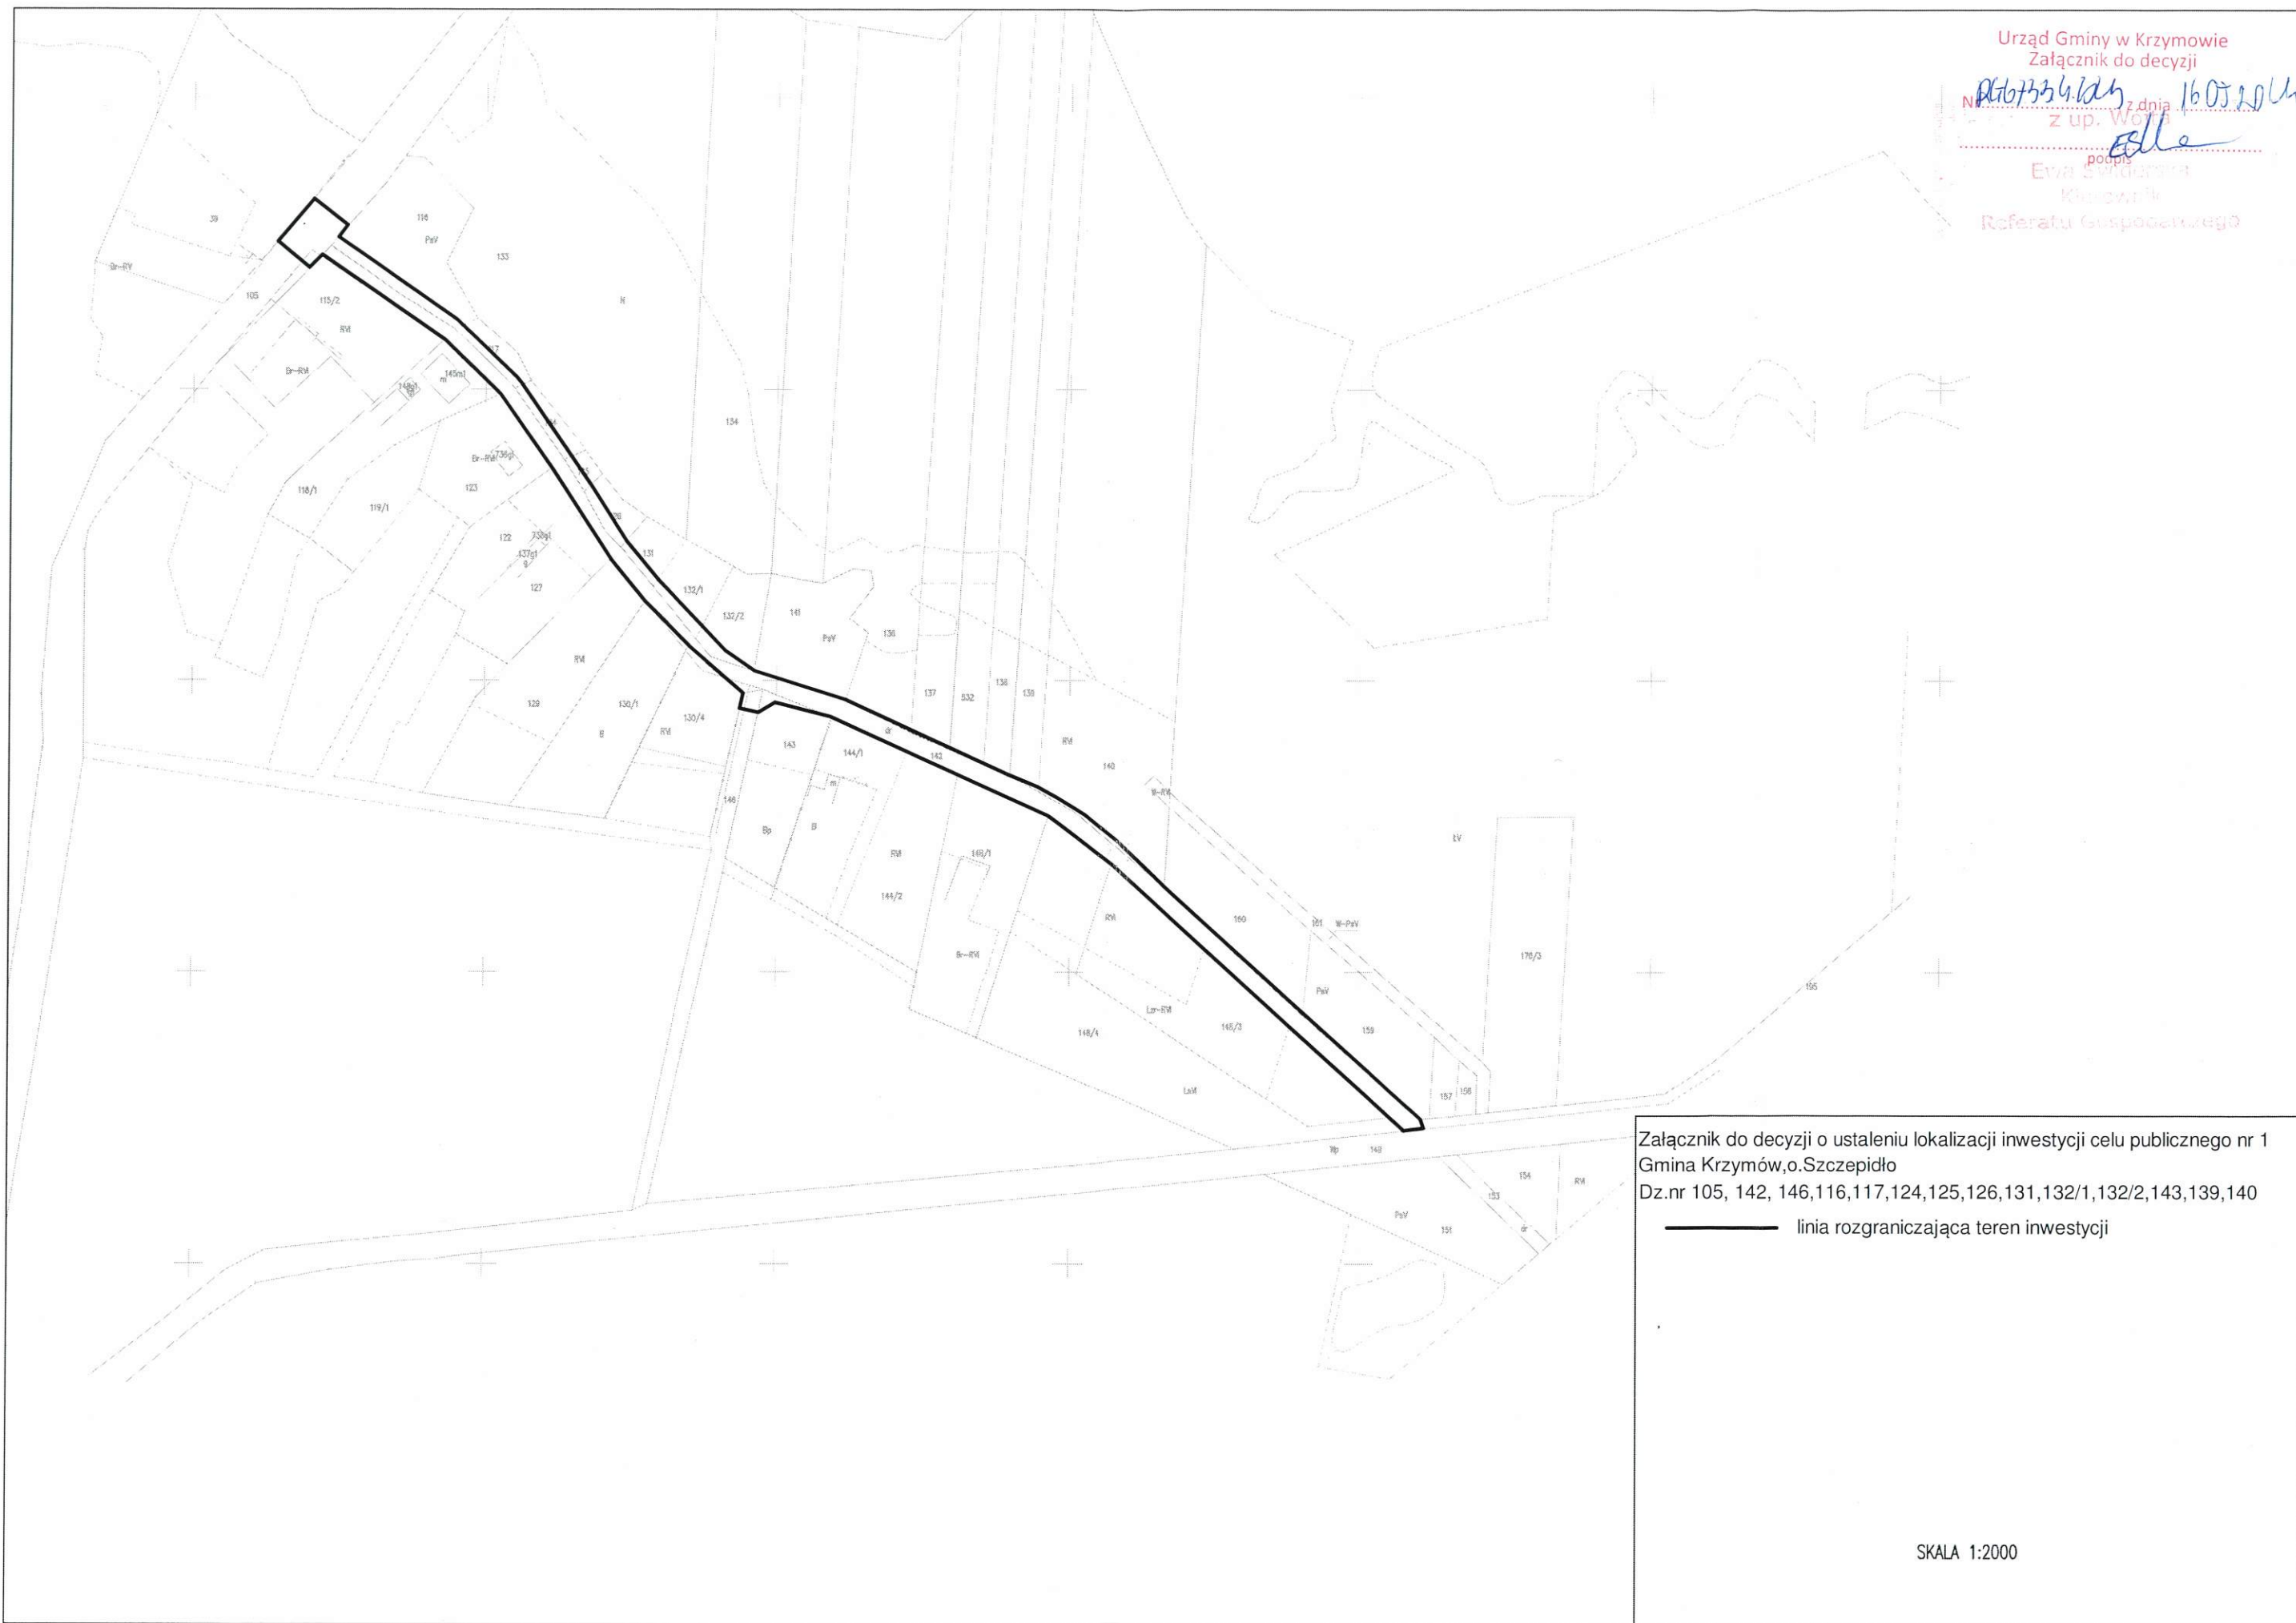 Urząd Gminy w Krzymowie
Załącznik do decyzji
Nr z dnia
z up. Wójta
podpis
Ewa Świderska
Kierownik
Referatu Gospodarczego
39
116
PsV
133
Br-RV
105
115/2
N
RVI
Br-RVI
145m1
m
134
Br-RVI
123
118/1
119/1
122
137g1
g
127
131
132/1
132/2
141
PsV
136
RVI
129
130/1
B
130/4
RVI
137
532
138
RVI
dr
143
144/1
142
140
W-RVI
m
146
Bp
B
ŁV
RVI
148/1
144/2
RVI
160
161
W-PsV
Br-RVI
176/3
PsV
195
Lzr-RVI
148/3
148/4
159
LsVI
157
158
Wp
149
154
RVI
153
PsV
151
dr
Załącznik do decyzji o ustaleniu lokalizacji inwestycji celu publicznego nr 1
Gmina Krzymów,o.Szczepidło
Dz.nr 105, 142, 146,116,117,124,125,126,131,132/1,132/2,143,139,140
linia rozgraniczająca teren inwestycji
SKALA 1:2000